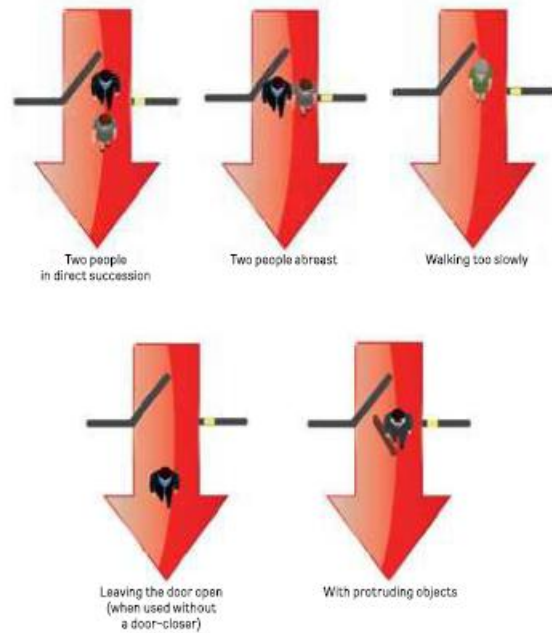 Two people
in direct succession
Two people abreast
Walking too slowly
Leaving the door open
(when used without
a door-closer)
With protruding objects